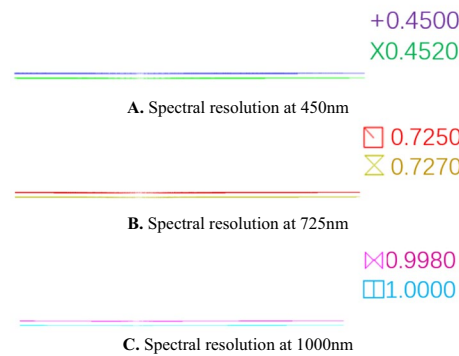 +0.4500
X0.4520
A. Spectral resolution at 450nm
0.7250
0.7270
B. Spectral resolution at 725nm
0.9980
1.0000
C. Spectral resolution at 1000nm